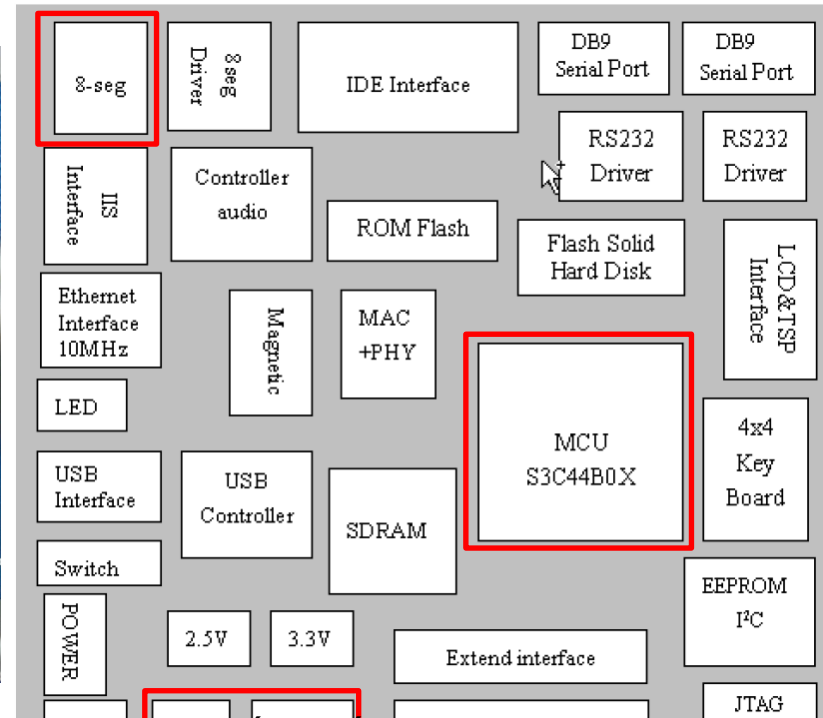 8-seg
8seg
Driver
IDE Interface
DB9
Serial Port
DB9
Serial Port
RS232
Driver
RS232
Driver
IIS
Interface
Controller
audio
ROM Flash
Flash Solid
Hard Disk
LCD&TSP
Interface
Ethernet
Interface
10MHz
Magnetic
MAC
+PHY
LED
MCU
S3C44B0X
4x4
Key
Board
USB
Interface
USB
Controller
SDRAM
Switch
EEPROM
I²C
POWER
2.5V
3.3V
Extend interface
JTAG